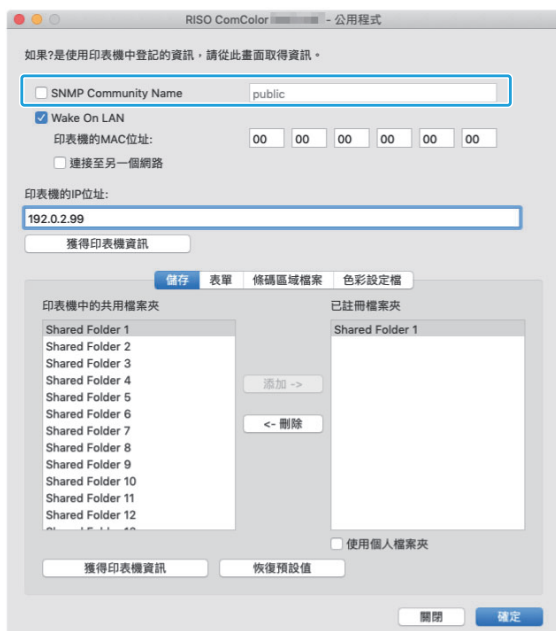 RISO ComColor - 公用程式
如果?是使用印表機中登記的資訊，請從此畫面取得資訊。
SNMP Community Name public
Wake On LAN
印表機的MAC位址: 00 00 00 00 00 00
連接至另一個網路
印表機的IP位址:
192.0.2.99
獲得印表機資訊
儲存 表單 條碼區域檔案 色彩設定檔
印表機中的共用檔案夾 已註冊檔案夾
Shared Folder 1 Shared Folder 1
Shared Folder 2
Shared Folder 3
Shared Folder 4
Shared Folder 5
Shared Folder 6
Shared Folder 7
Shared Folder 8
Shared Folder 9
Shared Folder 10
Shared Folder 11
Shared Folder 12
添加 ->
<- 刪除
使用個人檔案夾
獲得印表機資訊 恢復預設值
關閉 確定